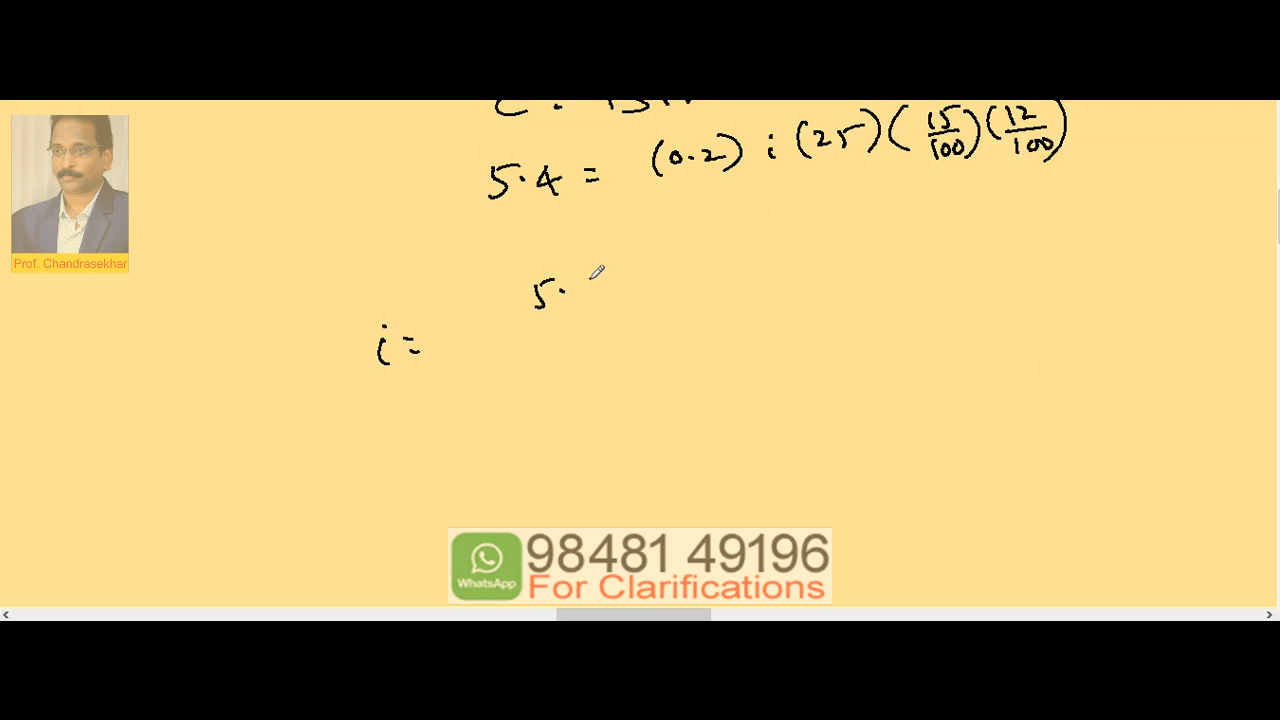 5.4 = (0.2) i (25) (15/100) (12/100)
5.
i =
Prof. Chandrasekhar
WhatsApp
98481 49196
For Clarifications